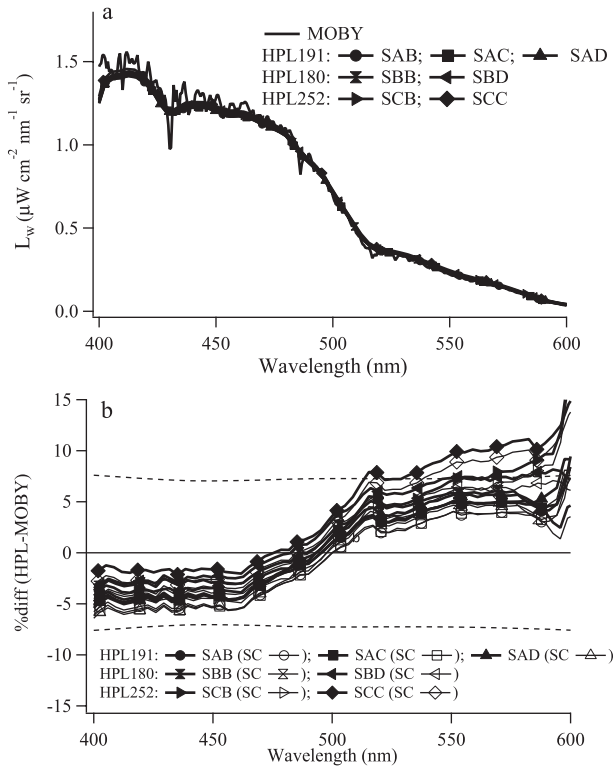 a
MOBY
HPL191: SAB; SAC; SAD
HPL180: SBB; SBD
HPL252: SCB; SCC
1.5
1.0
0.5
0.0
Lw (µW cm-2 nm-1 sr-1)
400 450 500 550 600
Wavelength (nm)
b
15
10
5
0
-5
-10
-15
%diff (HPL-MOBY)
HPL191: SAB (SC ); SAC (SC ); SAD (SC )
HPL180: SBB (SC ); SBD (SC )
HPL252: SCB (SC ); SCC (SC )
400 450 500 550 600
Wavelength (nm)